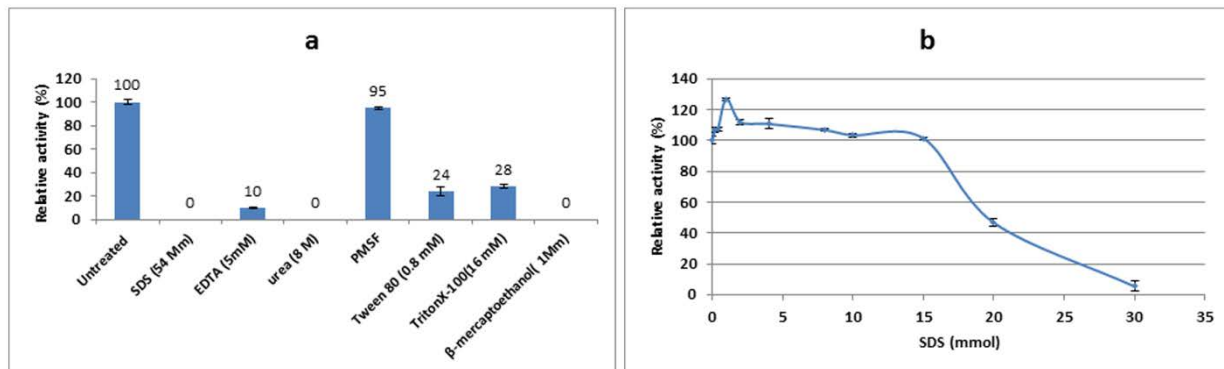 a
Relative activity (%)
120
100
80
60
40
20
0
100
0
10
0
95
24
28
0
Untreated
SDS (54 Mm)
EDTA (5mM)
urea (8 M)
PMSF
Tween 80 (0.8 mM)
TritonX-100(16 mM)
β-mercaptoethanol( 1Mm)
b
Relative activity (%)
140
120
100
80
60
40
20
0
0 5 10 15 20 25 30 35
SDS (mmol)